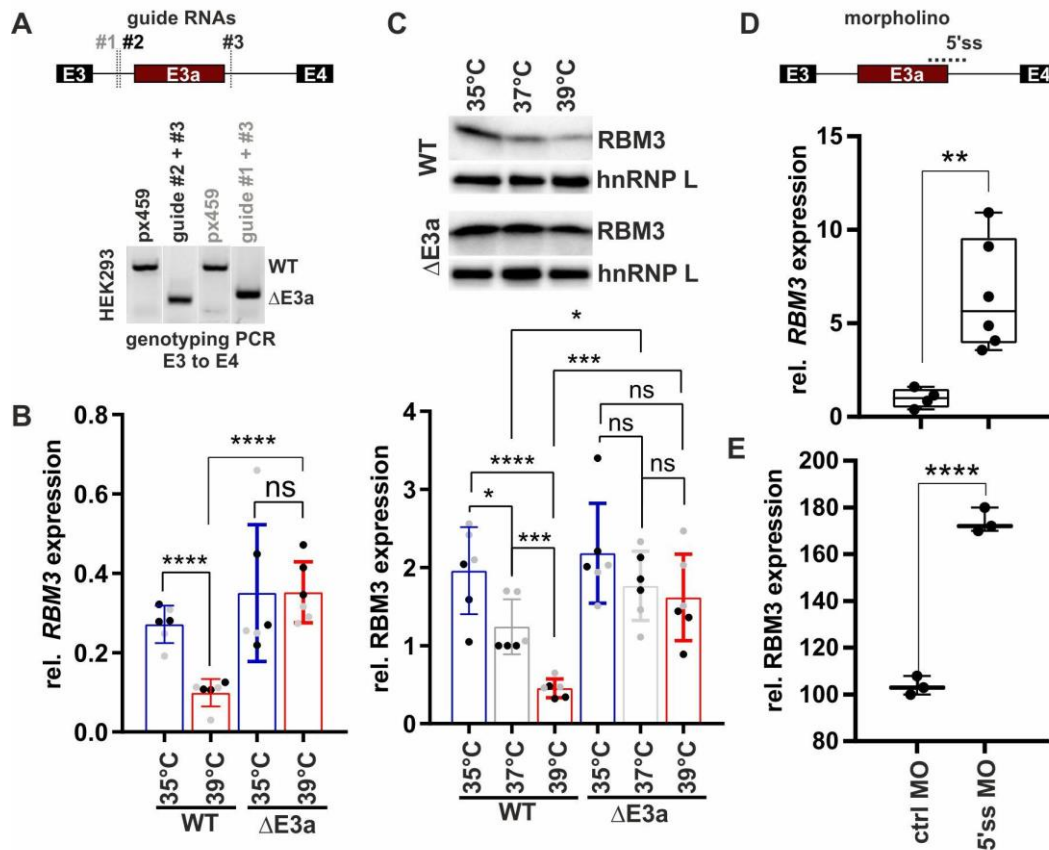 A
guide RNAs
#1 #2 #3
E3 E3a E4
px459
guide #2 + #3
px459
guide #1 + #3
HEK293
WT
ΔE3a
genotyping PCR
E3 to E4
B
rel. RBM3 expression
0.8
0.6
0.4
0.2
0.0
****
****
ns
35°C
39°C
35°C
39°C
WT
ΔE3a
C
35°C
37°C
39°C
WT
RBM3
hnRNP L
ΔE3a
RBM3
hnRNP L
rel. RBM3 expression
4
3
2
1
0
*
***
ns
ns
ns
****
*
***
35°C
37°C
39°C
35°C
37°C
39°C
WT
ΔE3a
D
morpholino
5'ss
E3 E3a E4
rel. RBM3 expression
15
10
5
0
**
E
rel. RBM3 expression
200
180
160
140
120
100
80
****
ctrl MO
5'ss MO